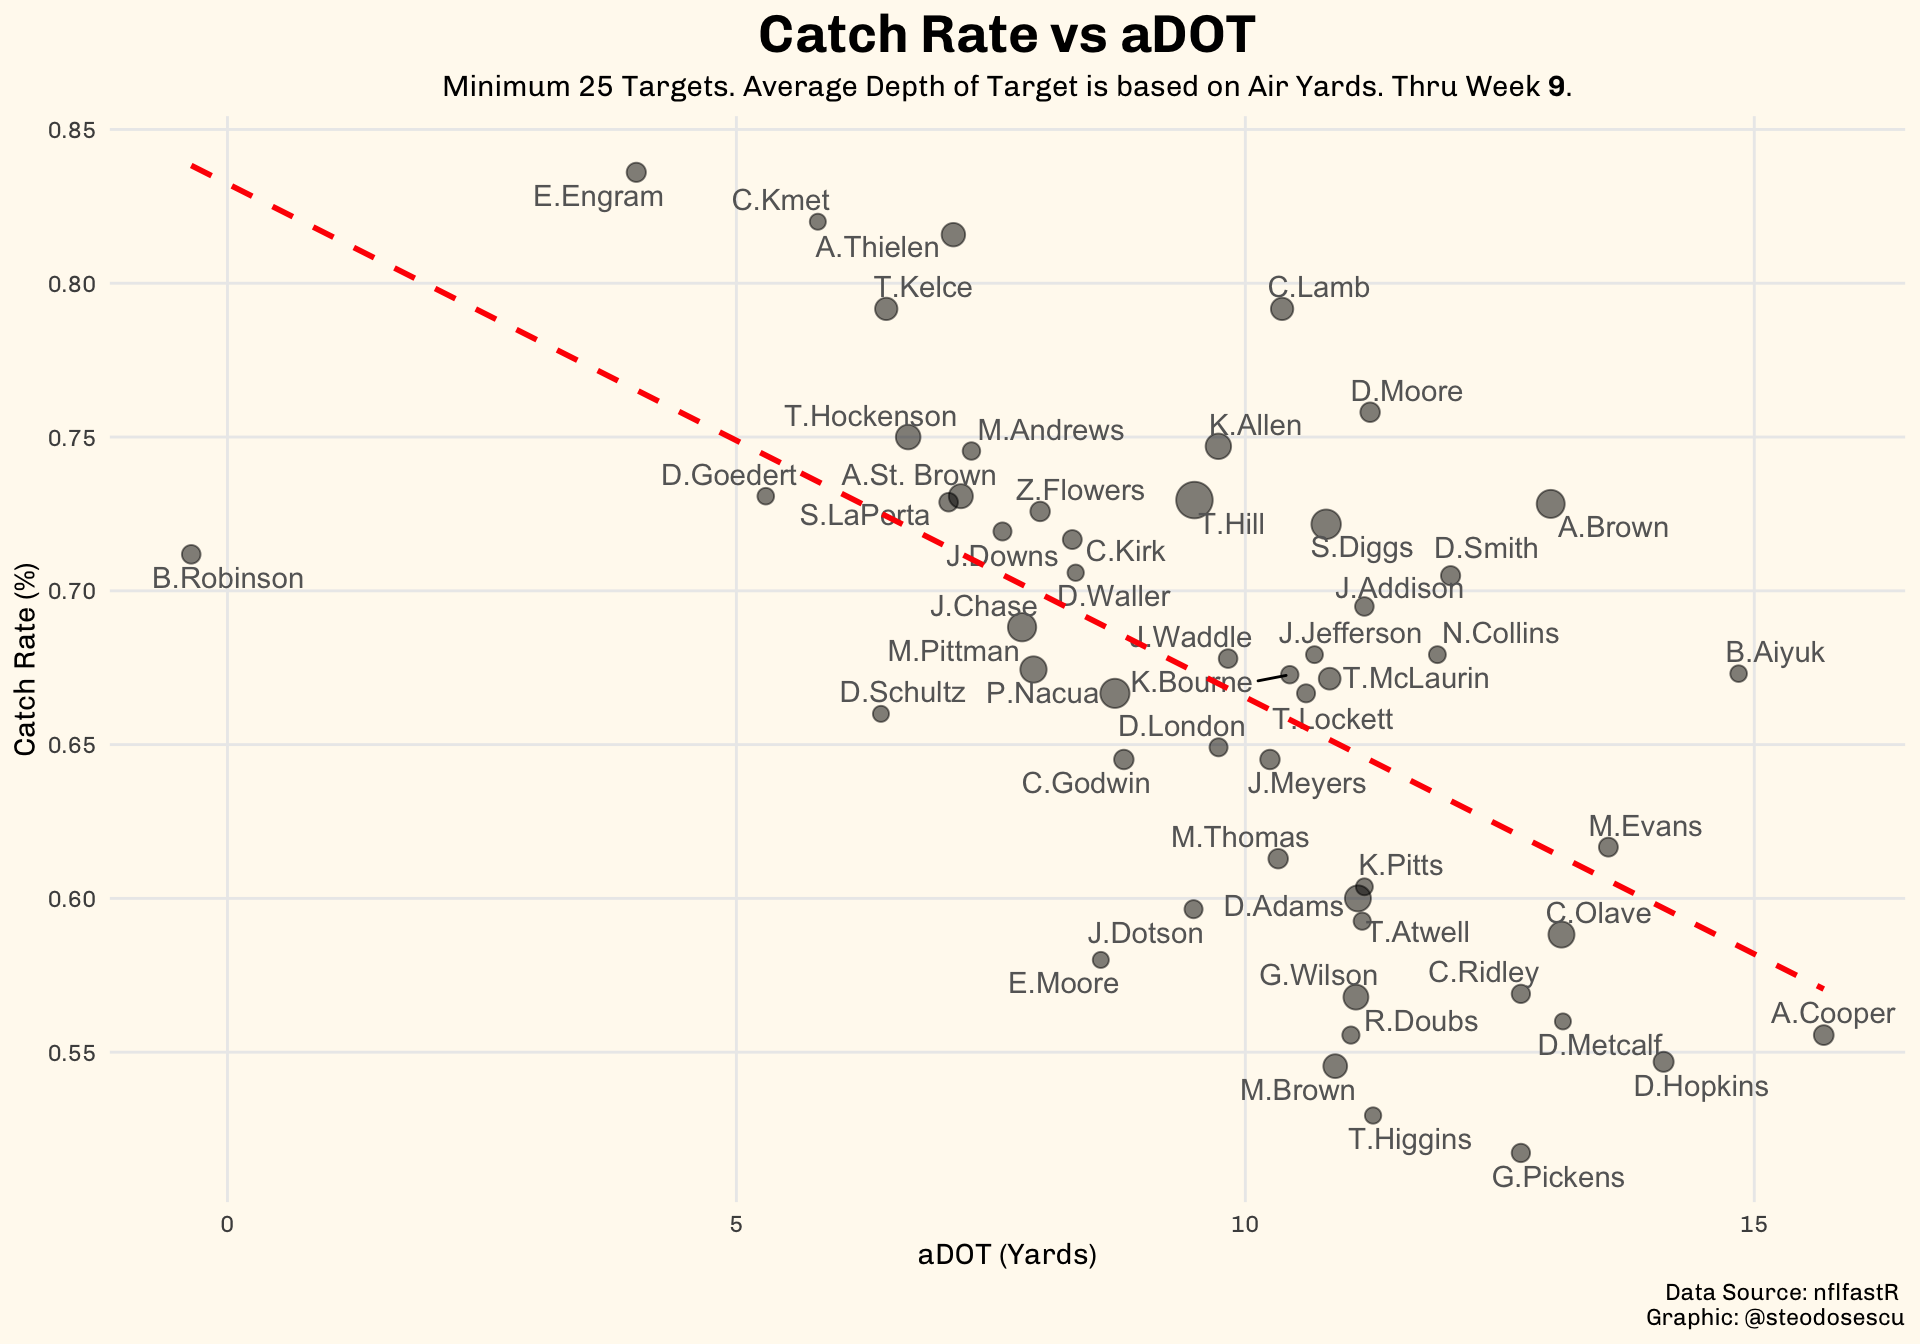 Catch Rate vs aDOT
Minimum 25 Targets. Average Depth of Target is based on Air Yards. Thru Week 9.
Catch Rate (%)
0.85
0.80
0.75
0.70
0.65
0.60
0.55
E.Engram
C.Kmet
A.Thielen
T.Kelce
C.Lamb
D.Moore
T.Hockenson
K.Allen
M.Andrews
D.Goedert
A.St. Brown
Z.Flowers
S.LaPorta
T.Hill
A.Brown
S.Diggs
D.Smith
J.Downs
C.Kirk
B.Robinson
J.Addison
D.Waller
J.Chase
J.Waddle
J.Jefferson
N.Collins
M.Pittman
B.Aiyuk
K.Bourne
T.McLaurin
D.Schultz
P.Nacua
T.Lockett
D.London
C.Godwin
J.Meyers
M.Evans
M.Thomas
K.Pitts
D.Adams
C.Olave
J.Dotson
T.Atwell
G.Wilson
C.Ridley
E.Moore
R.Doubs
A.Cooper
D.Metcalf
M.Brown
D.Hopkins
T.Higgins
G.Pickens
0
5
10
15
aDOT (Yards)
Data Source: nflfastR
Graphic: @steodosescu